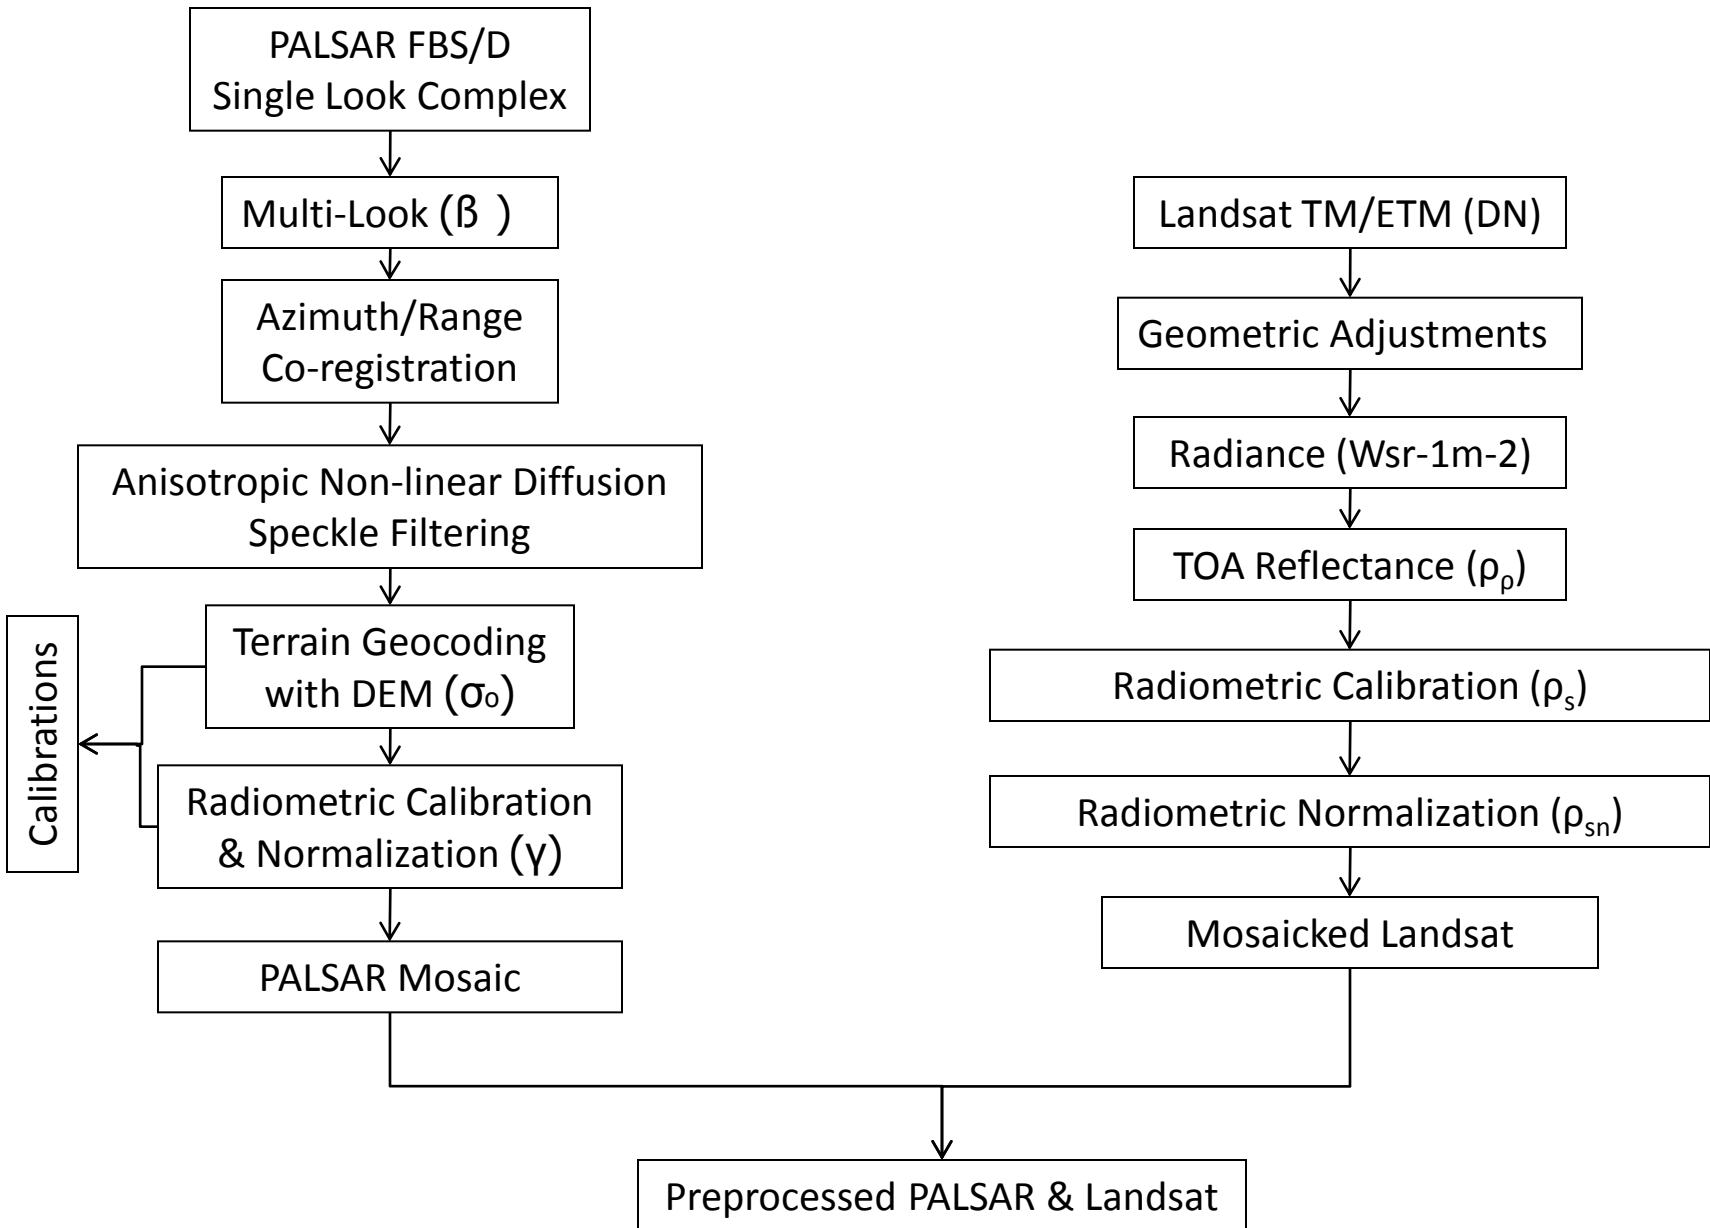 PALSAR FBS/D
Single Look Complex
Multi-Look (ß )
Azimuth/Range
Co-registration
Anisotropic Non-linear Diffusion
Speckle Filtering
Terrain Geocoding
with DEM (σ₀)
Calibrations
Radiometric Calibration
& Normalization (γ)
PALSAR Mosaic
Landsat TM/ETM (DN)
Geometric Adjustments
Radiance (Wsr-1m-2)
TOA Reflectance (ρᵨ)
Radiometric Calibration (ρₛ)
Radiometric Normalization (ρₛₙ)
Mosaicked Landsat
Preprocessed PALSAR & Landsat